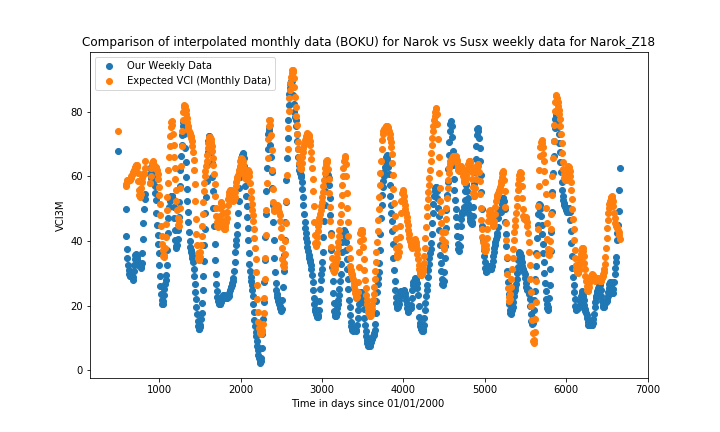 Comparison of interpolated monthly data (BOKU) for Narok vs Susx weekly data for Narok_Z18
Our Weekly Data
Expected VCI (Monthly Data)
80
60
40
20
0
VCI3M
1000 2000 3000 4000 5000 6000 7000
Time in days since 01/01/2000